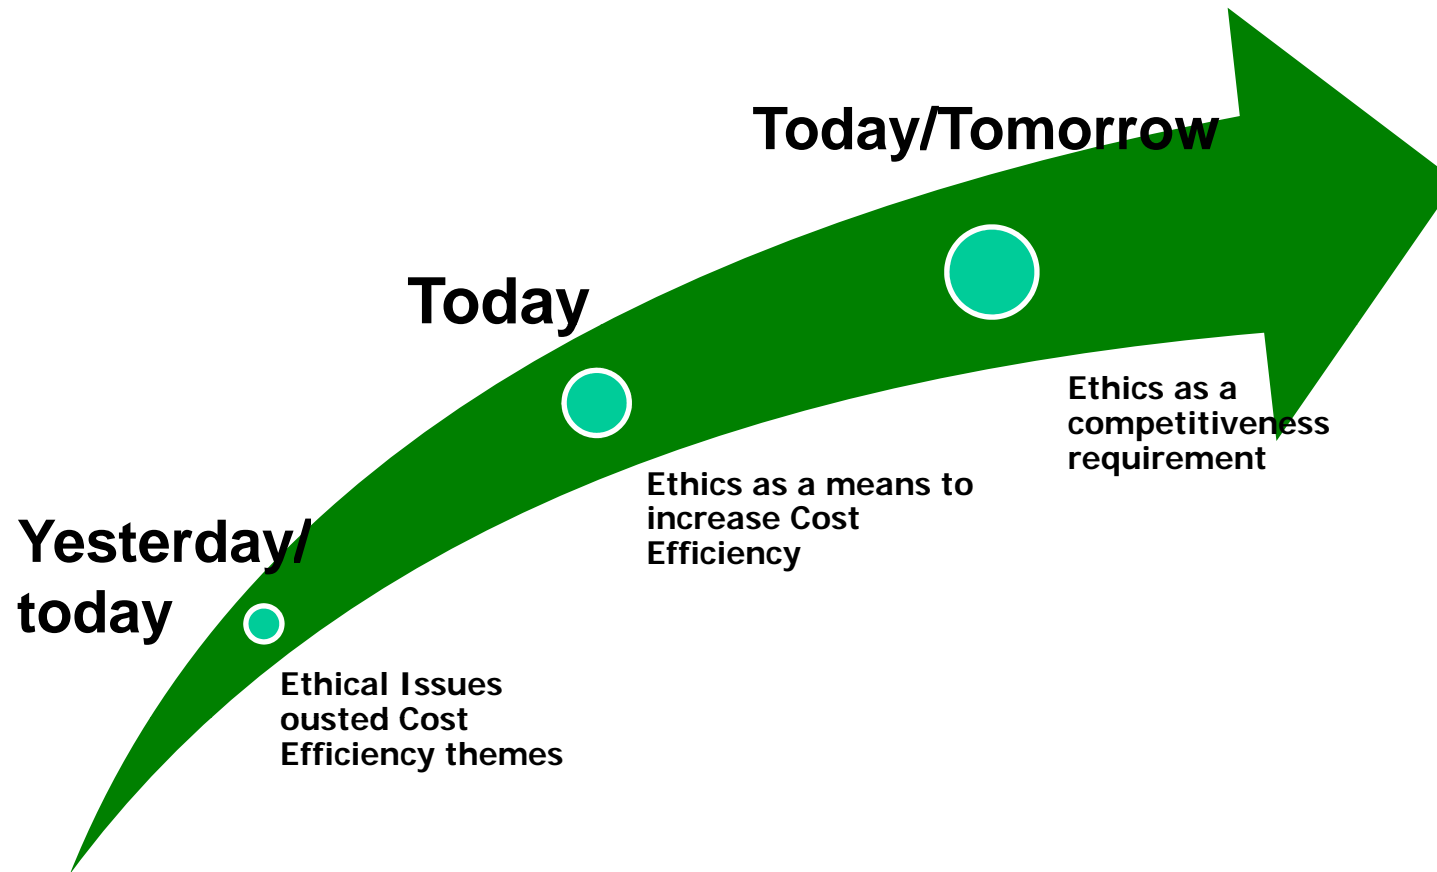 Today/Tomorrow
Today
Ethics as a
competitiveness
requirement
Ethics as a means to
increase Cost
Efficiency
Yesterday/
today
Ethical Issues
ousted Cost
Efficiency themes